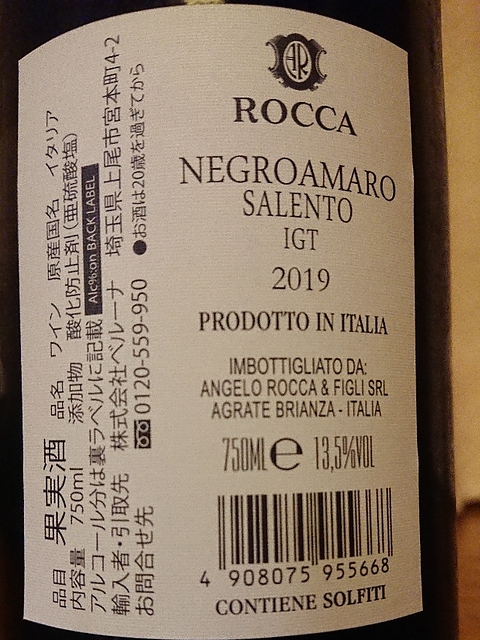 AR
ROCCA
NEGROAMARO
SALENTO
IGT
2019
PRODOTTO IN ITALIA
IMBOTTIGLIATO DA:
ANGELO ROCCA & FIGLI SRL
AGRATE BRIANZA - ITALIA
750ML e 13,5%VOL
4 908075 955668
CONTIENE SOLFITI
品目 果実酒 品名 ワイン 原産国名 イタリア
内容量 750ml 添加物 酸化防止剤(亜硫酸塩)
アルコール分は裏ラベルに記載 Alc%:on BACK LABEL
輸入者・引取先 株式会社ベルーナ 埼玉県上尾市宮本町4-2
お問合せ先 0120-559-950 ●お酒は20歳を過ぎてから